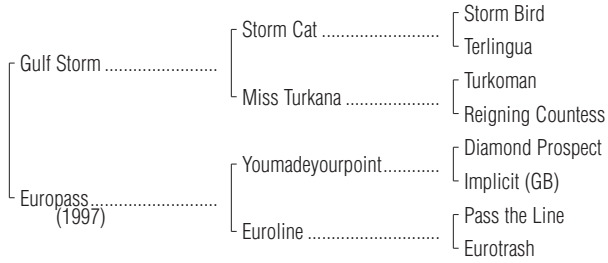 Storm Bird
Storm Cat ......................
Terlingua
Gulf Storm .....................
Turkoman
Miss Turkana .................
Reigning Countess
Diamond Prospect
Youmadeyourpoint...........
Implicit (GB)
Europass........................
(1997)
Pass the Line
Euroline .........................
Eurotrash